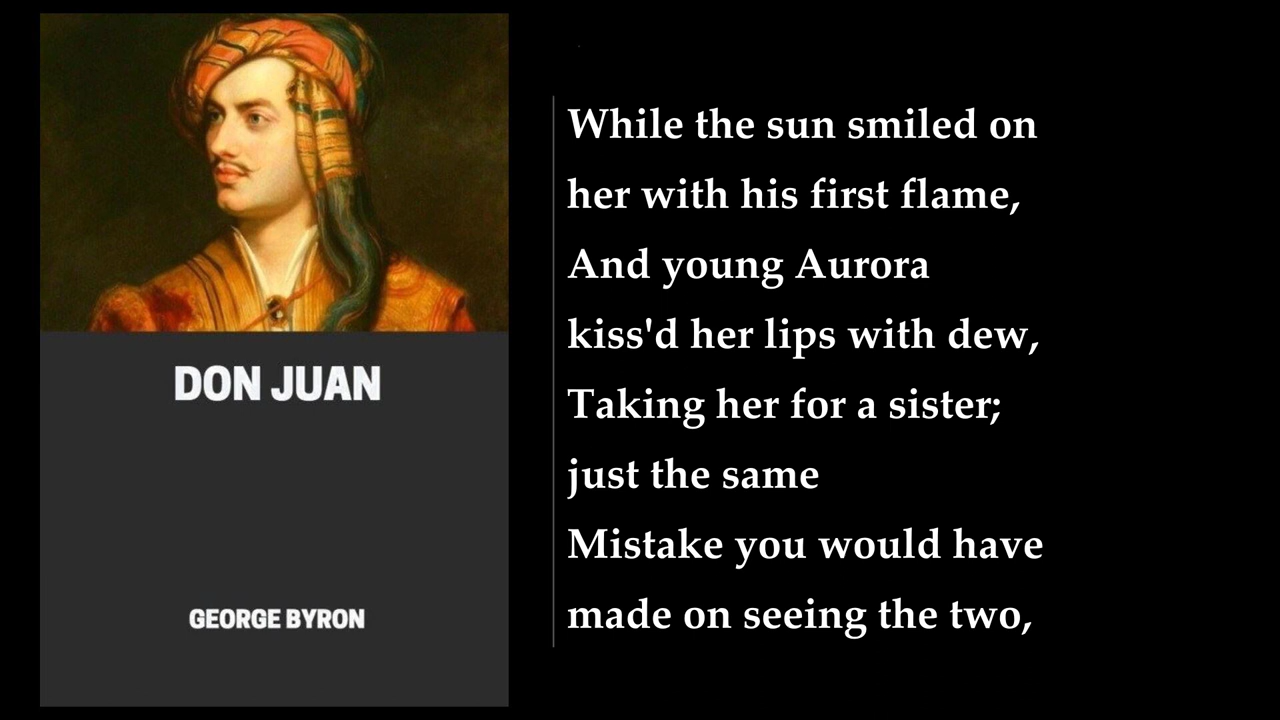 DON JUAN
GEORGE BYRON
While the sun smiled on
her with his first flame,
And young Aurora
kiss'd her lips with dew,
Taking her for a sister;
just the same
Mistake you would have
made on seeing the two,